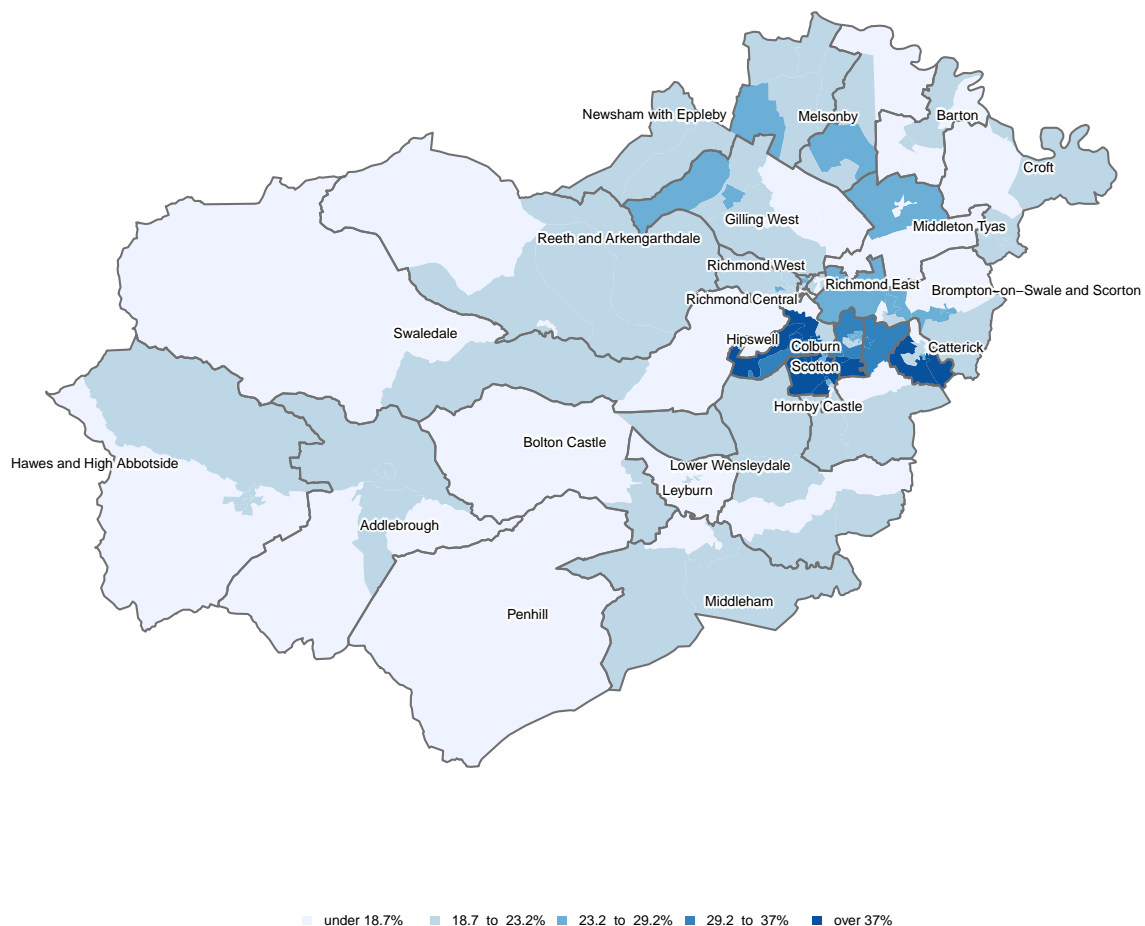 Newsham with Eppleby
Melsonby
Barton
Croft
Gilling West
Middleton Tyas
Reeth and Arkengarthdale
Richmond West
Richmond East
Brompton-on-Swale and Scorton
Richmond Central
Swaledale
Hipswell
Colburn
Catterick
Scotton
Hornby Castle
Bolton Castle
Hawes and High Abbotside
Lower Wensleydale
Leyburn
Addlebrough
Middleham
Penhill
under 18.7% 18.7 to 23.2% 23.2 to 29.2% 29.2 to 37% over 37%